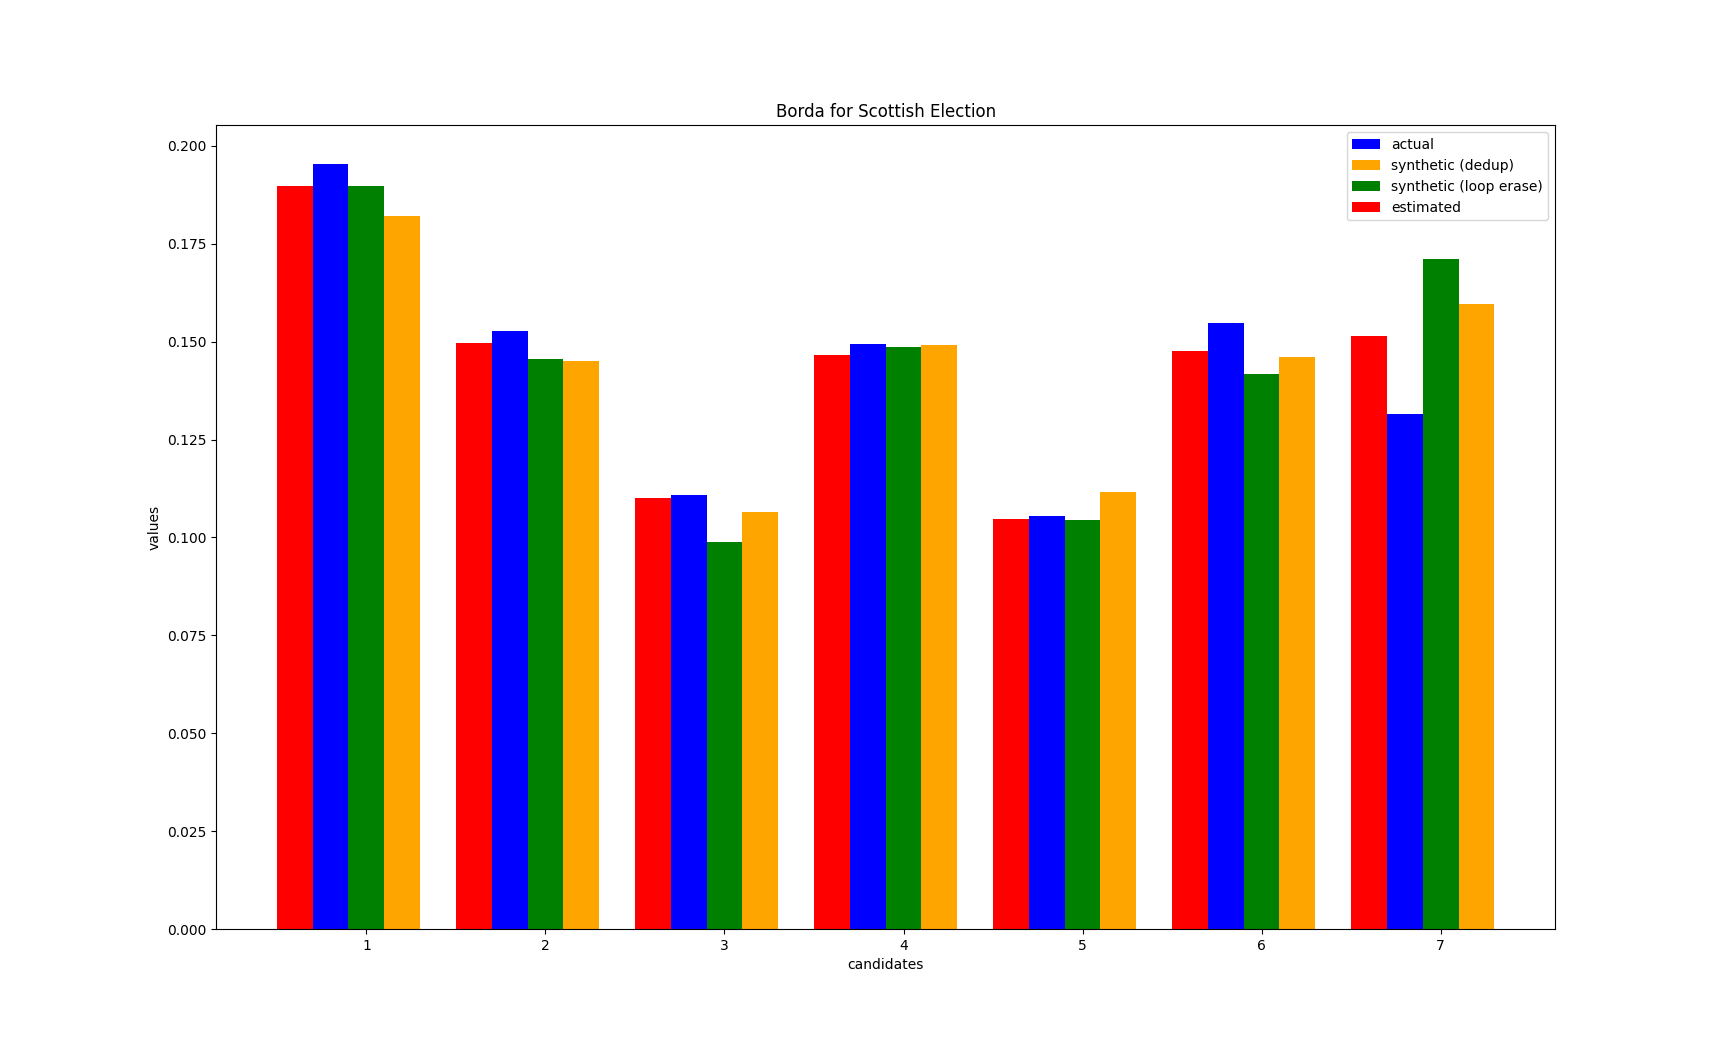 Borda for Scottish Election
actual
synthetic (dedup)
synthetic (loop erase)
estimated
0.200
0.175
0.150
0.125
0.100
0.075
0.050
0.025
0.000
values
1 2 3 4 5 6 7
candidates